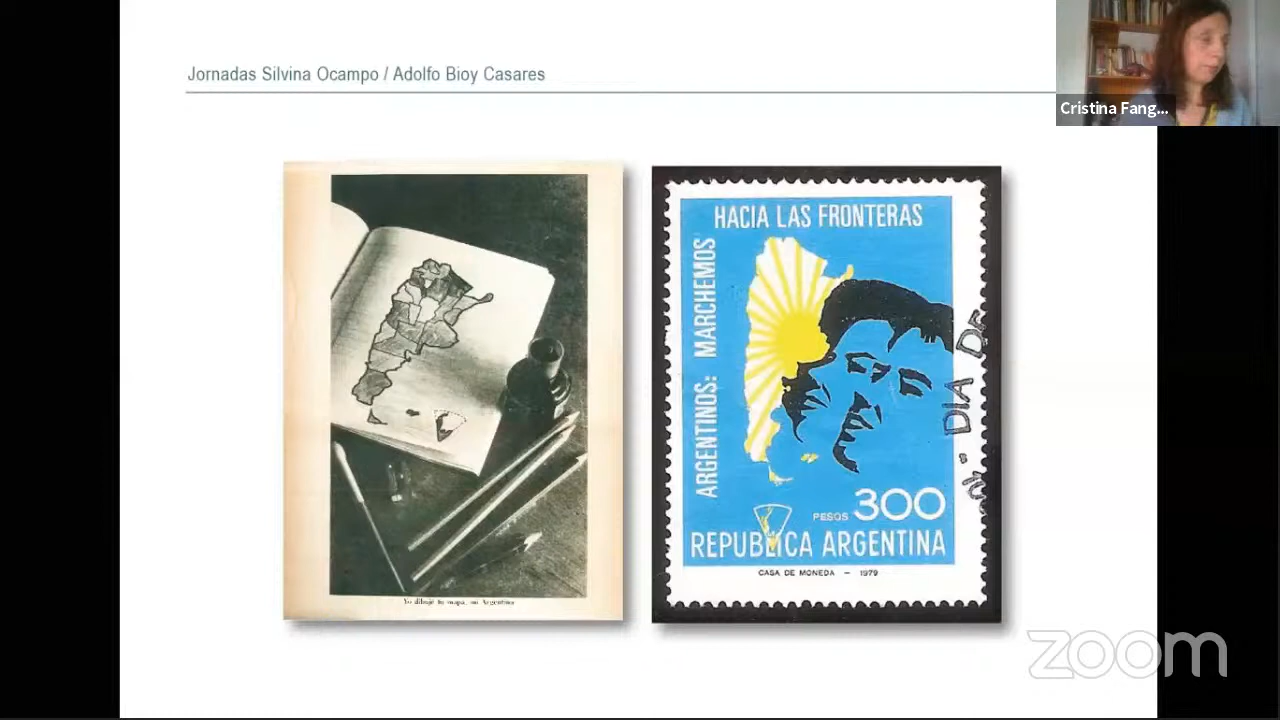 Jornadas Silvina Ocampo / Adolfo Bioy Casares
Cristina Fang...
Yo dibujé tu mapa, mi Argentina
HACIA LAS FRONTERAS
ARGENTINOS: MARCHEMOS
PESOS 300
REPUBLICA ARGENTINA
CASA DE MONEDA – 1979
DIA DE
zoom